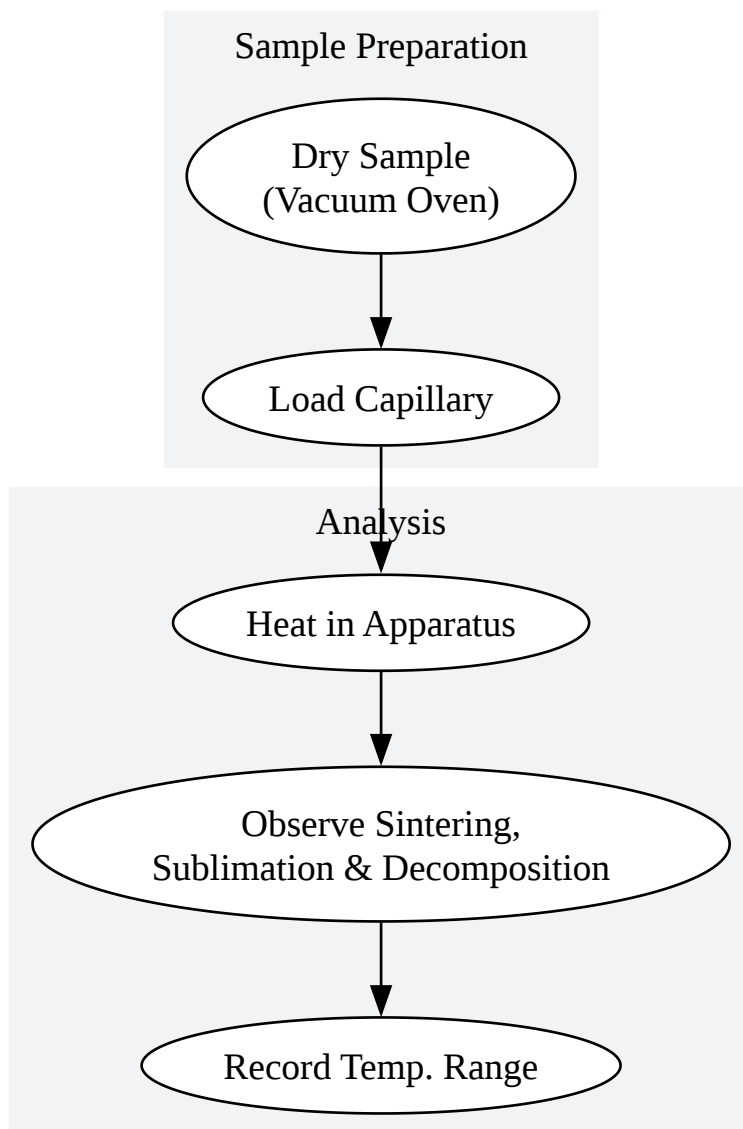 Sample Preparation
Dry Sample
(Vacuum Oven)
Load Capillary
Analysis
Heat in Apparatus
Observe Sintering,
Sublimation & Decomposition
Record Temp. Range